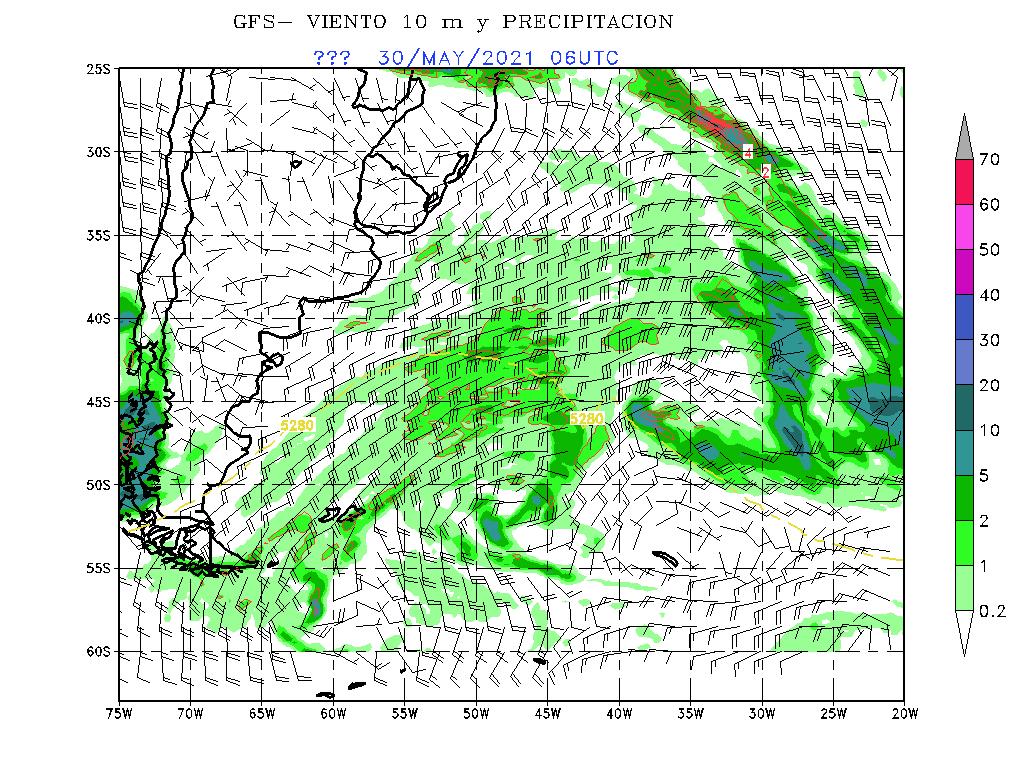 GFS— VIENTO 10 m y PRECIPITACION
??? 30/MAY/2021 06UTC
25S
30S
35S
40S
45S
50S
55S
60S
75W 70W 65W 60W 55W 50W 45W 40W 35W 30W 25W 20W
4
2
5280
5280
70
60
50
40
30
20
10
5
2
1
0.2